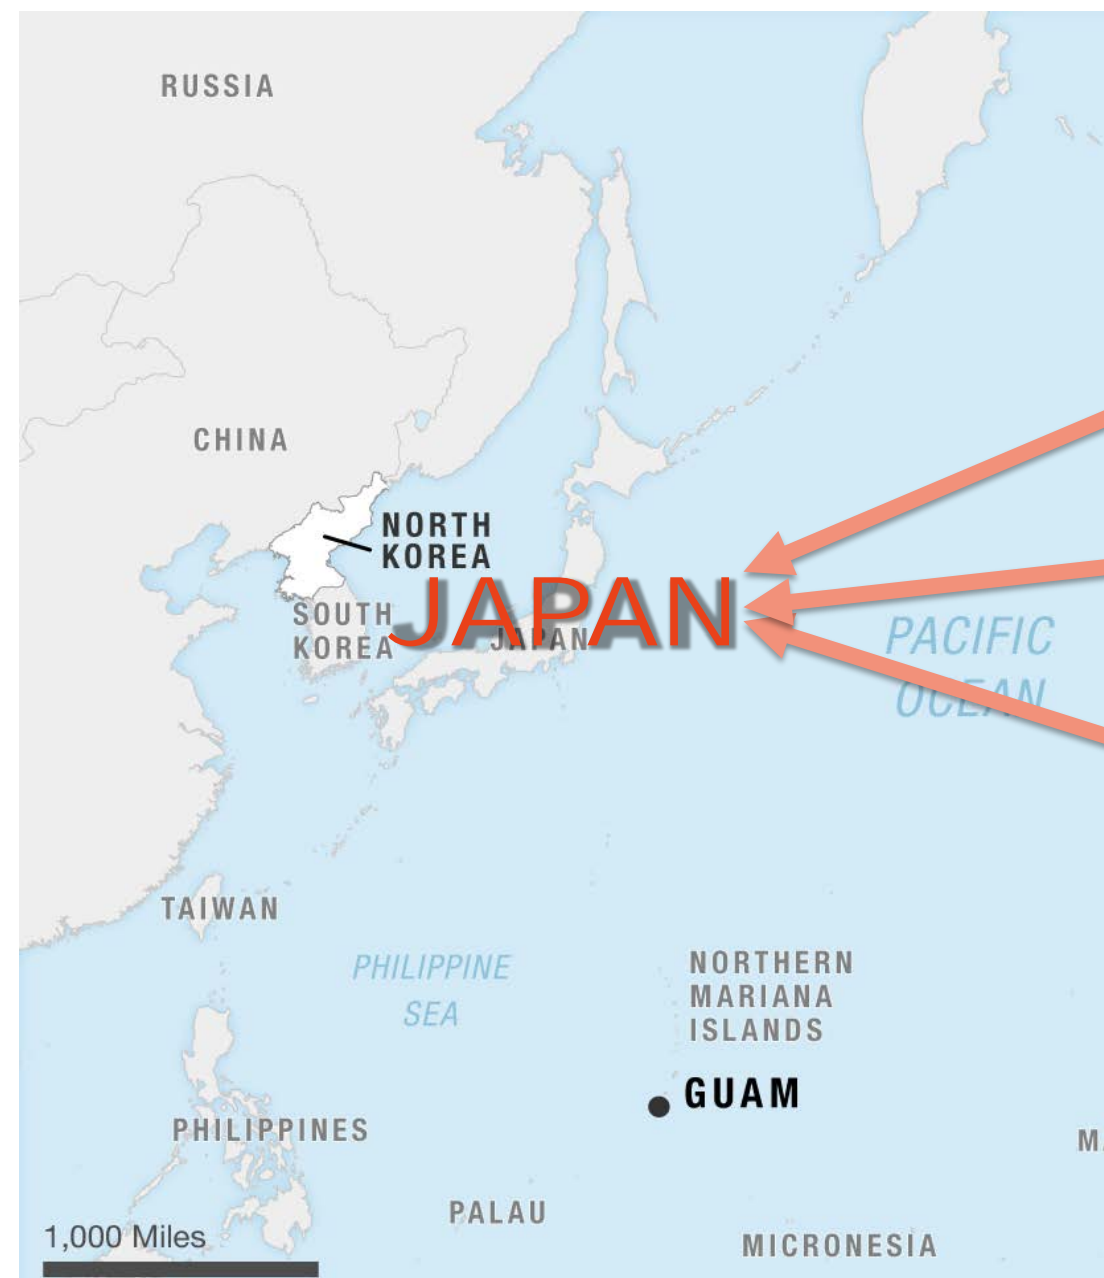 RUSSIA
CHINA
NORTH
KOREA
JAPAN
SOUTH
KOREA
JAPAN
PACIFIC
OCEAN
TAIWAN
PHILIPPINE
SEA
NORTHERN
MARIANA
ISLANDS
GUAM
PHILIPPINES
M
PALAU
1,000 Miles
MICRONESIA